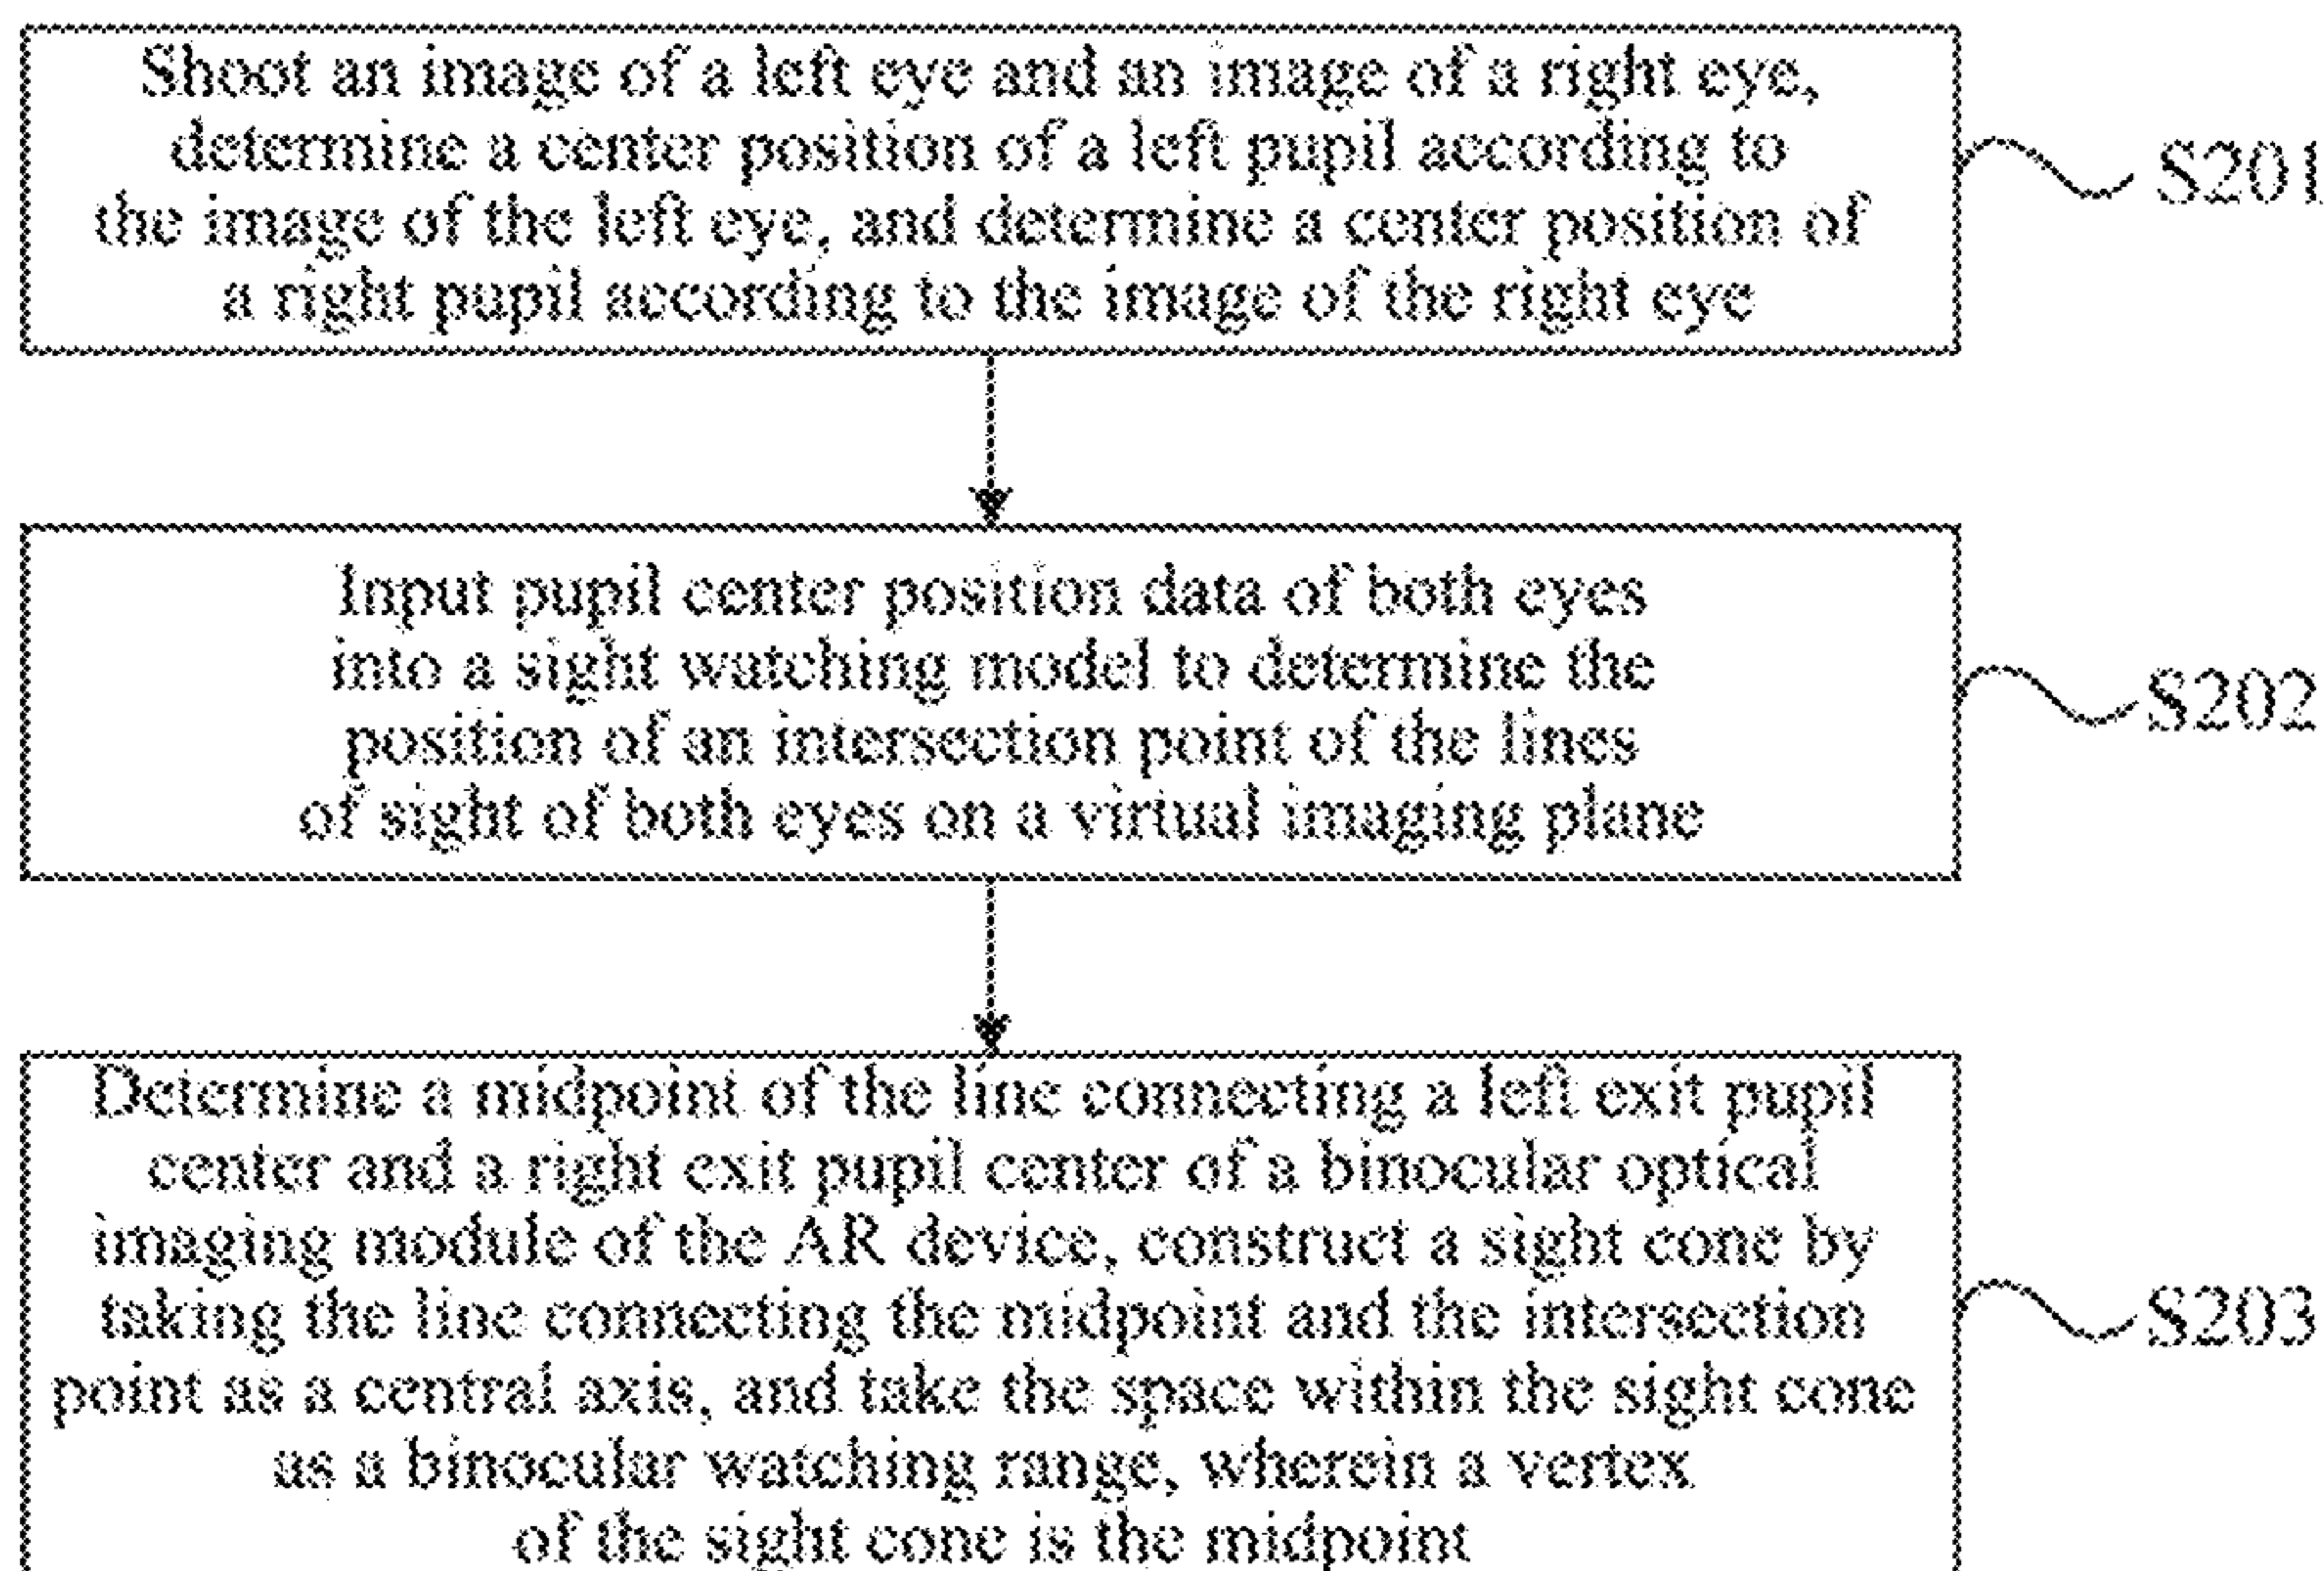 Shoot an image of a left eye and an image of a right eye,
determine a center position of a left pupil according to
the image of the left eye, and determine a center position of
a right pupil according to the image of the right eye
S201
Input pupil center position data of both eyes
into a sight watching model to determine the
position of an intersection point of the lines
of sight of both eyes on a virtual imaging plane
S202
Determine a midpoint of the line connecting a left exit pupil
center and a right exit pupil center of a binocular optical
imaging module of the AR device, construct a sight cone by
taking the line connecting the midpoint and the intersection
point as a central axis, and take the space within the sight cone
as a binocular watching range, wherein a vertex
of the sight cone is the midpoint
S203